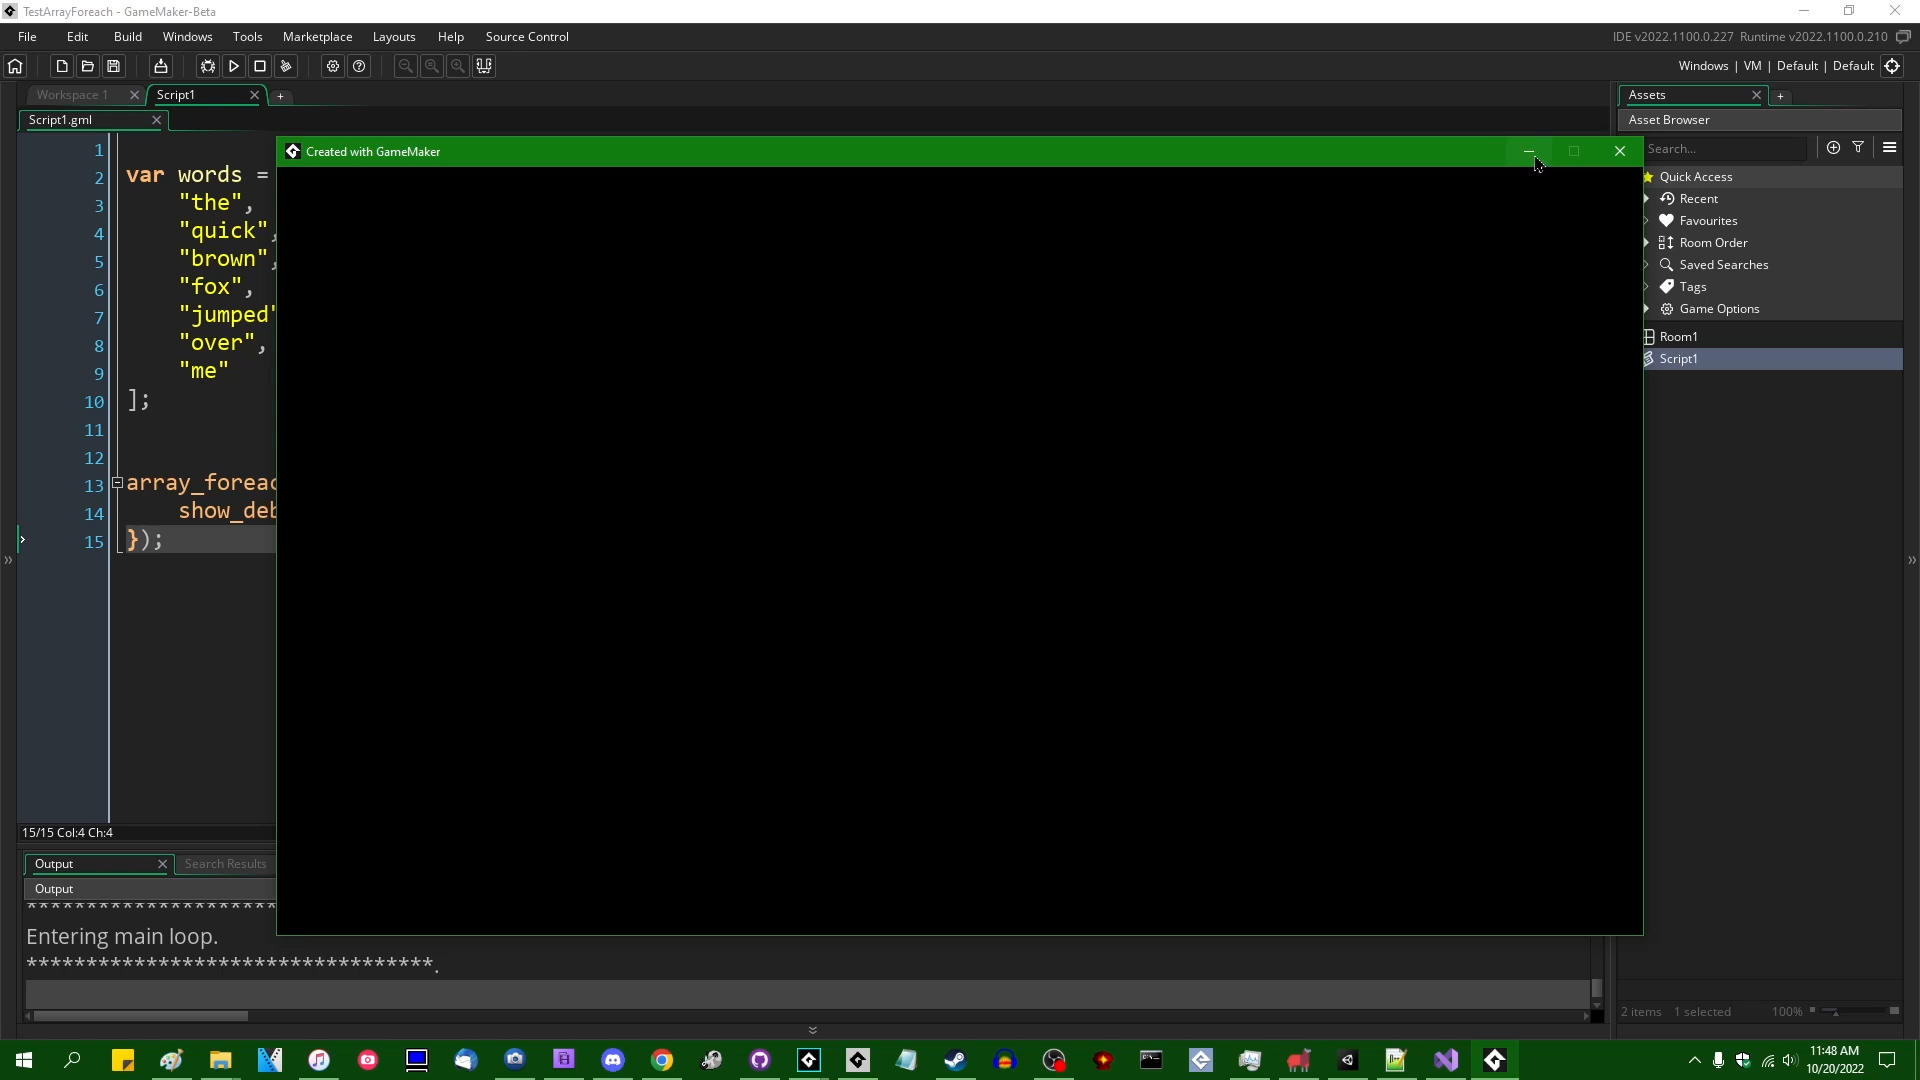 TestArrayForeach - GameMaker-Beta
File Edit Build Windows Tools Marketplace Layouts Help Source Control
IDE v2022.1100.0.227 Runtime v2022.1100.0.210
Windows | VM | Default | Default
Workspace 1
Script1
Script1.gml
Created with GameMaker
1
2 var words =
3 "the",
4 "quick",
5 "brown",
6 "fox",
7 "jumped"
8 "over",
9 "me"
10 ];
11
12
13 array_foreac
14 show_deb
15 });
15/15 Col:4 Ch:4
Output
Search Results
Output
Entering main loop.
**********************************.
Assets
Asset Browser
Search...
Quick Access
Recent
Favourites
Room Order
Saved Searches
Tags
Game Options
Room1
Script1
2 items 1 selected 100%
11:48 AM
10/20/2022